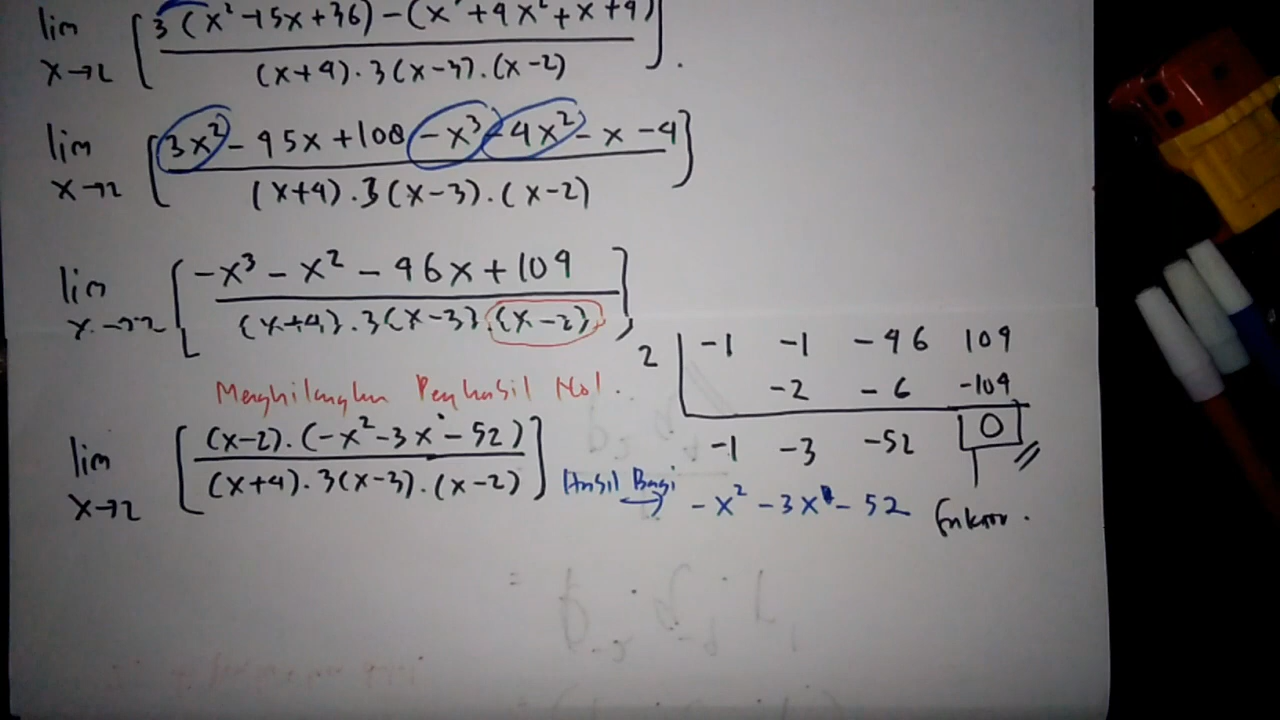 lim x→2 [ 3(x²-15x+36)-(x³+4x²+x+4) / (x+4).3(x-3).(x-2) ].
lim x→2 [ 3x²-45x+108-x³-4x²-x-4 / (x+4).3(x-3).(x-2) ]
lim x→2 [ -x³-x²-46x+104 / (x+4).3(x-3).(x-2) ],
Menghilangkan Penghasil Nol.
2 | -1 -1 -46 104
-2 -6 -104
-1 -3 -52 0
lim x→2 [ (x-2).(-x²-3x-52) / (x+4).3(x-3).(x-2) ]
Hasil Bagi → -x²-3x-52